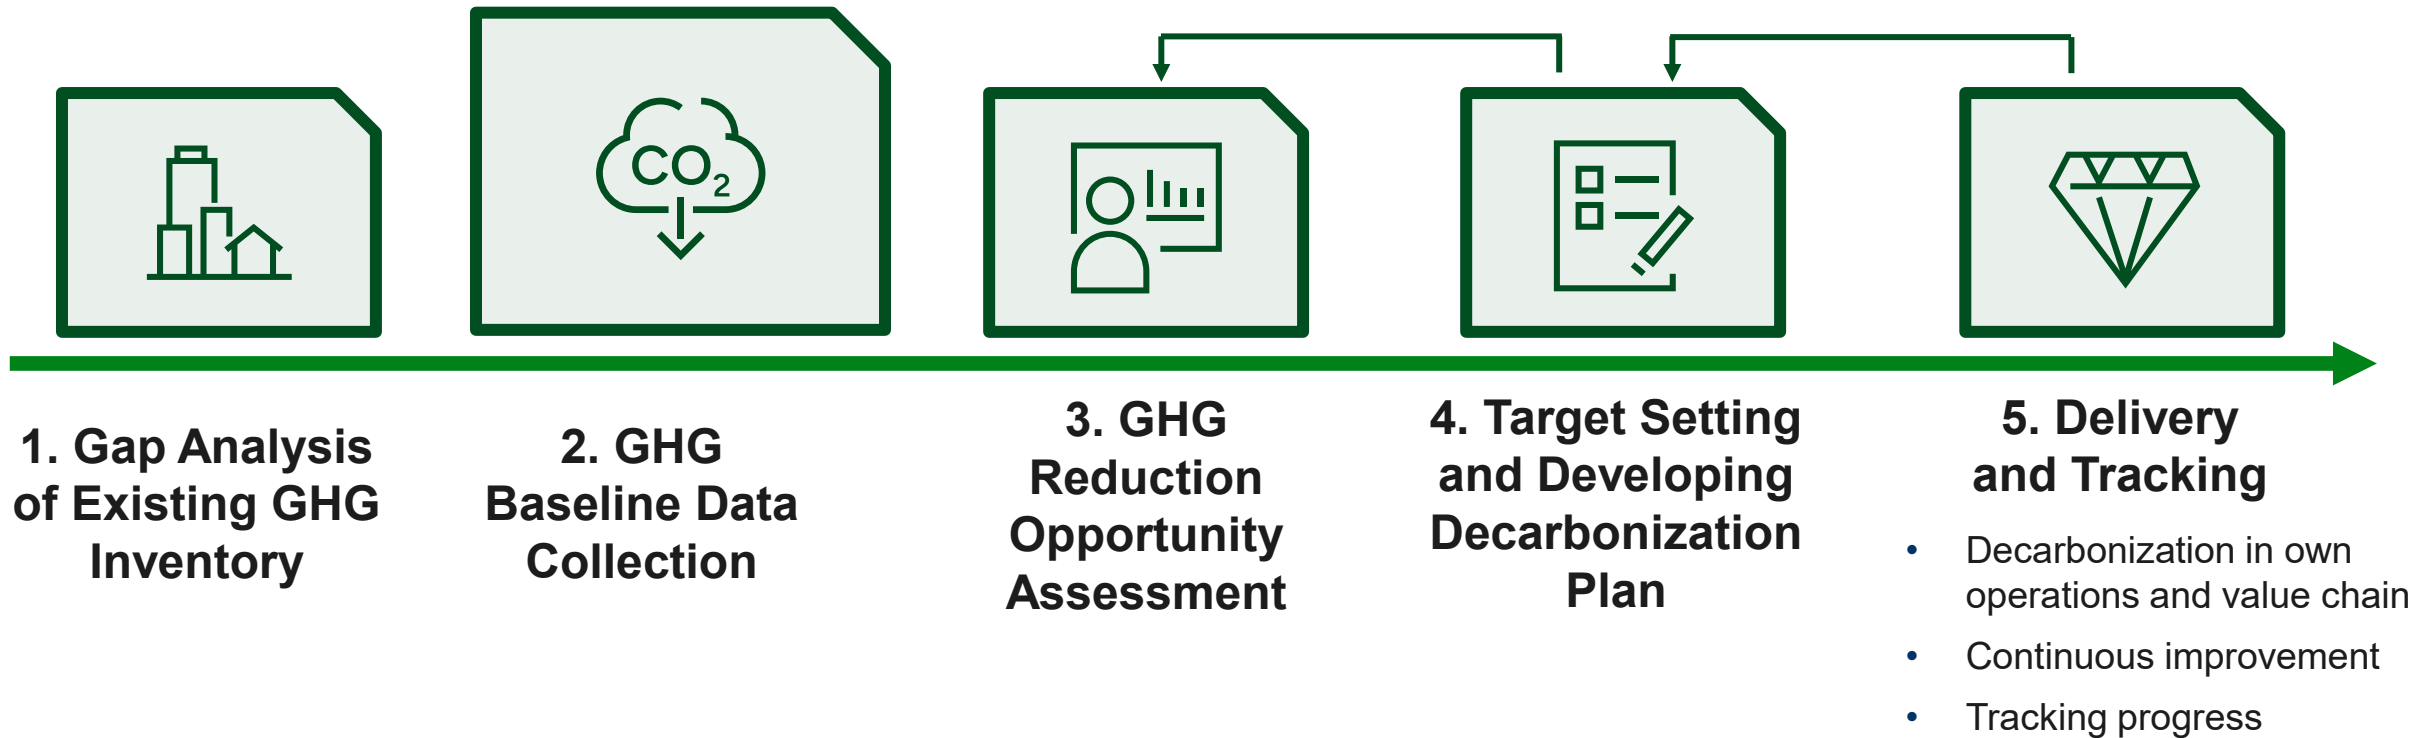 CO2
1. Gap Analysis
of Existing GHG
Inventory
2. GHG
Baseline Data
Collection
3. GHG
Reduction
Opportunity
Assessment
4. Target Setting
and Developing
Decarbonization
Plan
5. Delivery
and Tracking
• Decarbonization in own
operations and value chain
• Continuous improvement
• Tracking progress